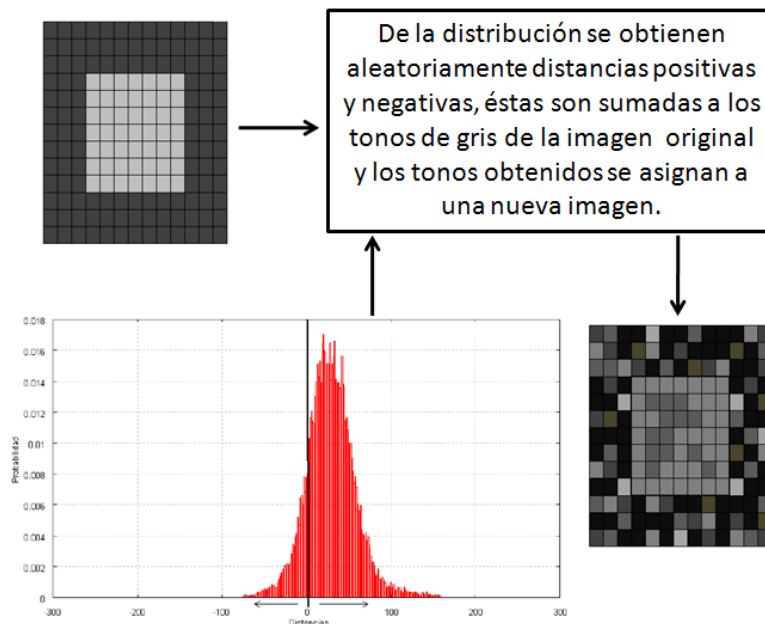 De la distribución se obtienen
aleatoriamente distancias positivas
y negativas, éstas son sumadas a los
tonos de gris de la imagen original
y los tonos obtenidos se asignan a
una nueva imagen.
0.018
0.016
0.014
0.012
0.01
0.008
0.006
0.004
0.002
0
Probabilidad
-300 -200 -100 0 100 200 300
Distancias